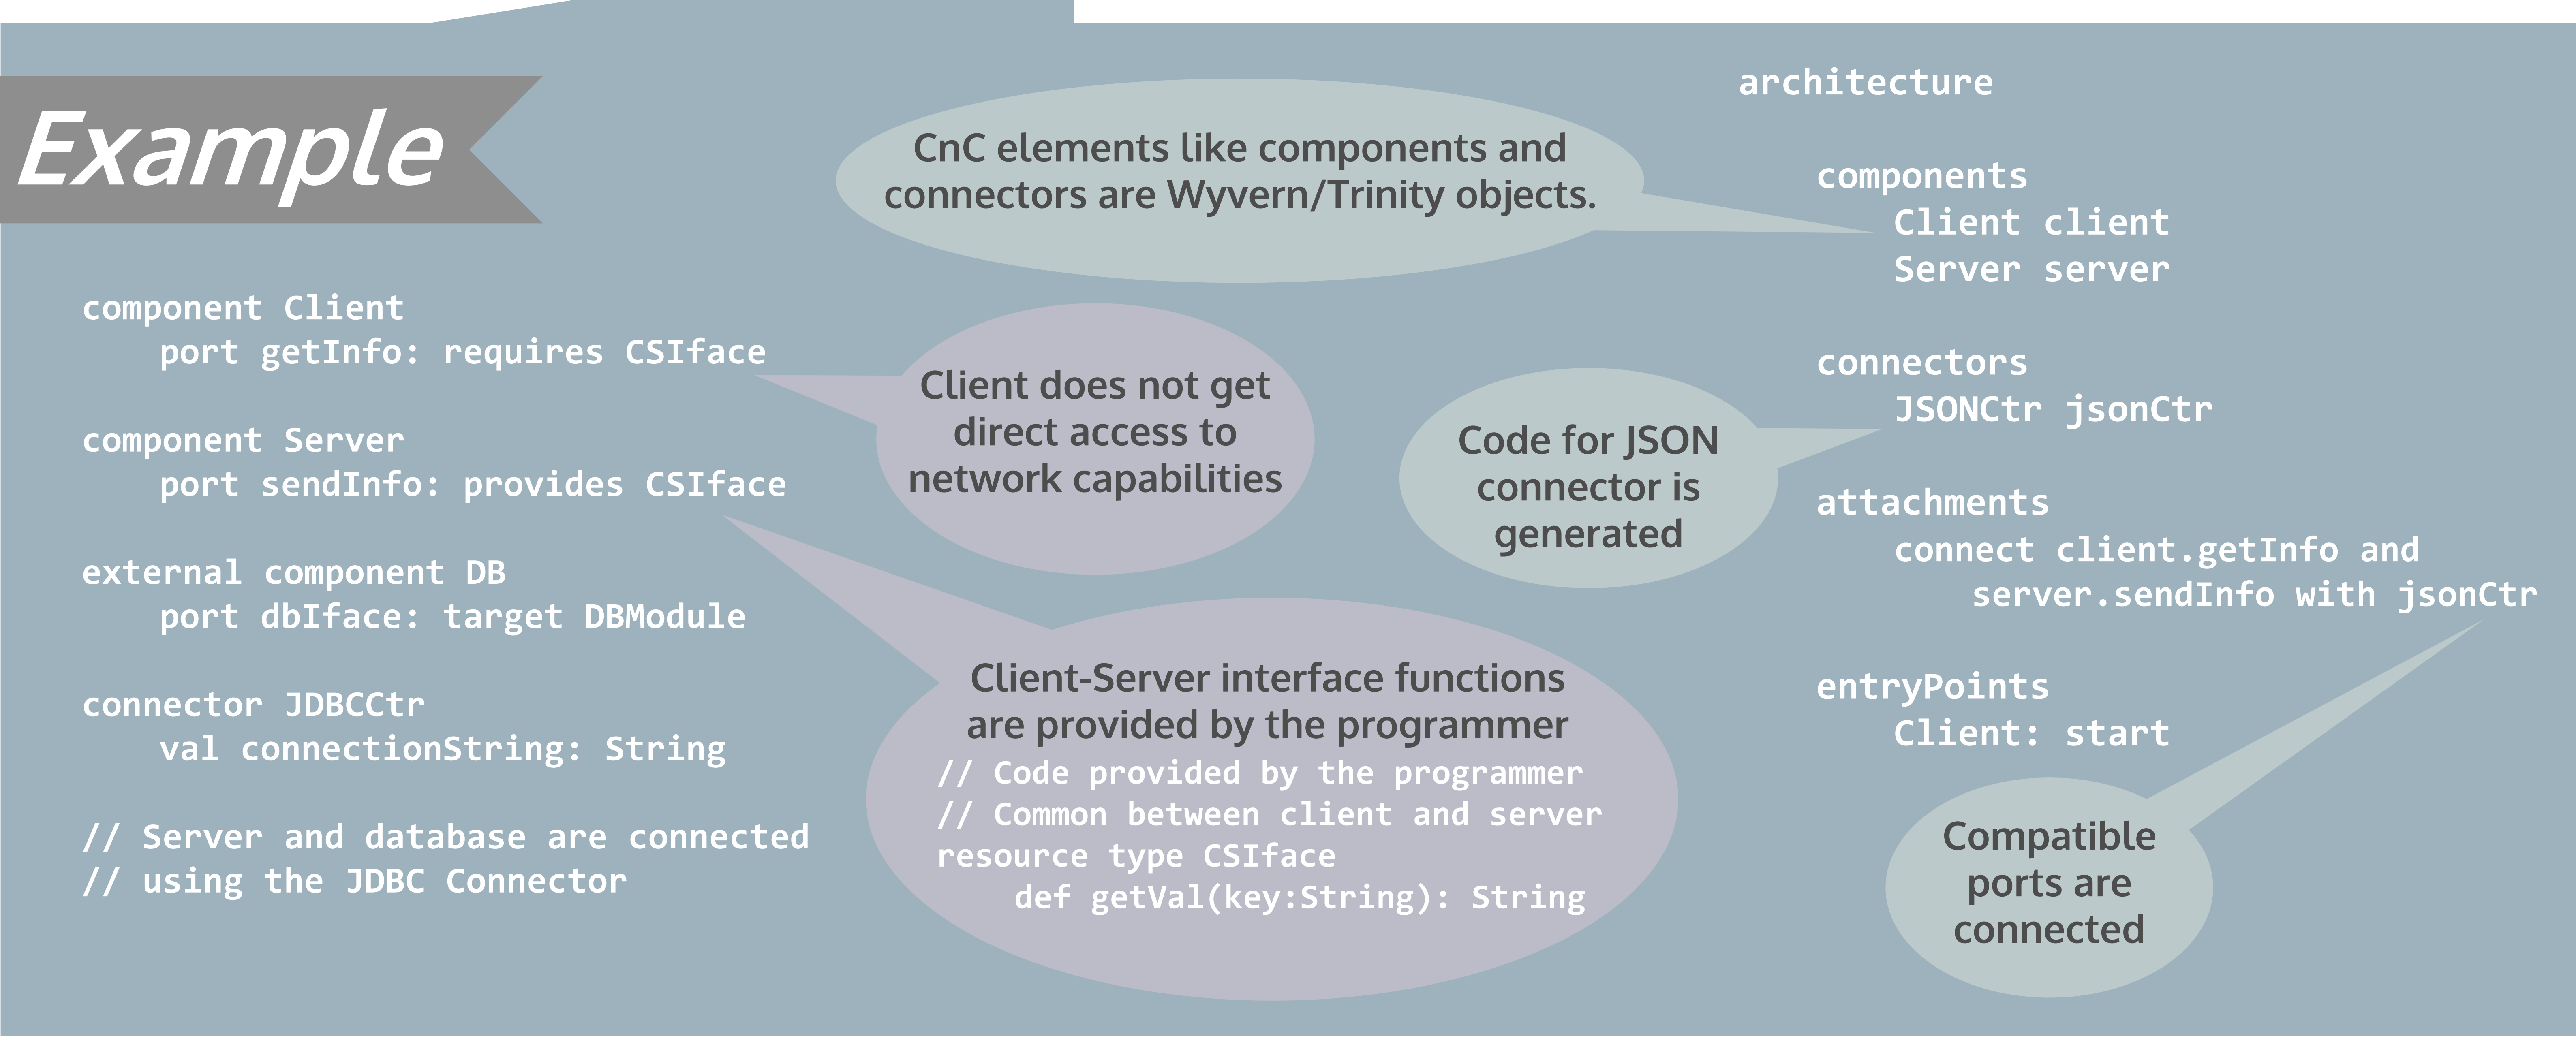 Example
component Client
port getInfo: requires CSIface
component Server
port sendInfo: provides CSIface
external component DB
port dbIface: target DBModule
connector JDBCCtr
val connectionString: String
// Server and database are connected
// using the JDBC Connector
CnC elements like components and
connectors are Wyvern/Trinity objects.
Client does not get
direct access to
network capabilities
Client-Server interface functions
are provided by the programmer
// Code provided by the programmer
// Common between client and server
resource type CSIface
def getVal(key:String): String
Code for JSON
connector is
generated
architecture
components
Client client
Server server
connectors
JSONCtr jsonCtr
attachments
connect client.getInfo and
server.sendInfo with jsonCtr
entryPoints
Client: start
Compatible
ports are
connected